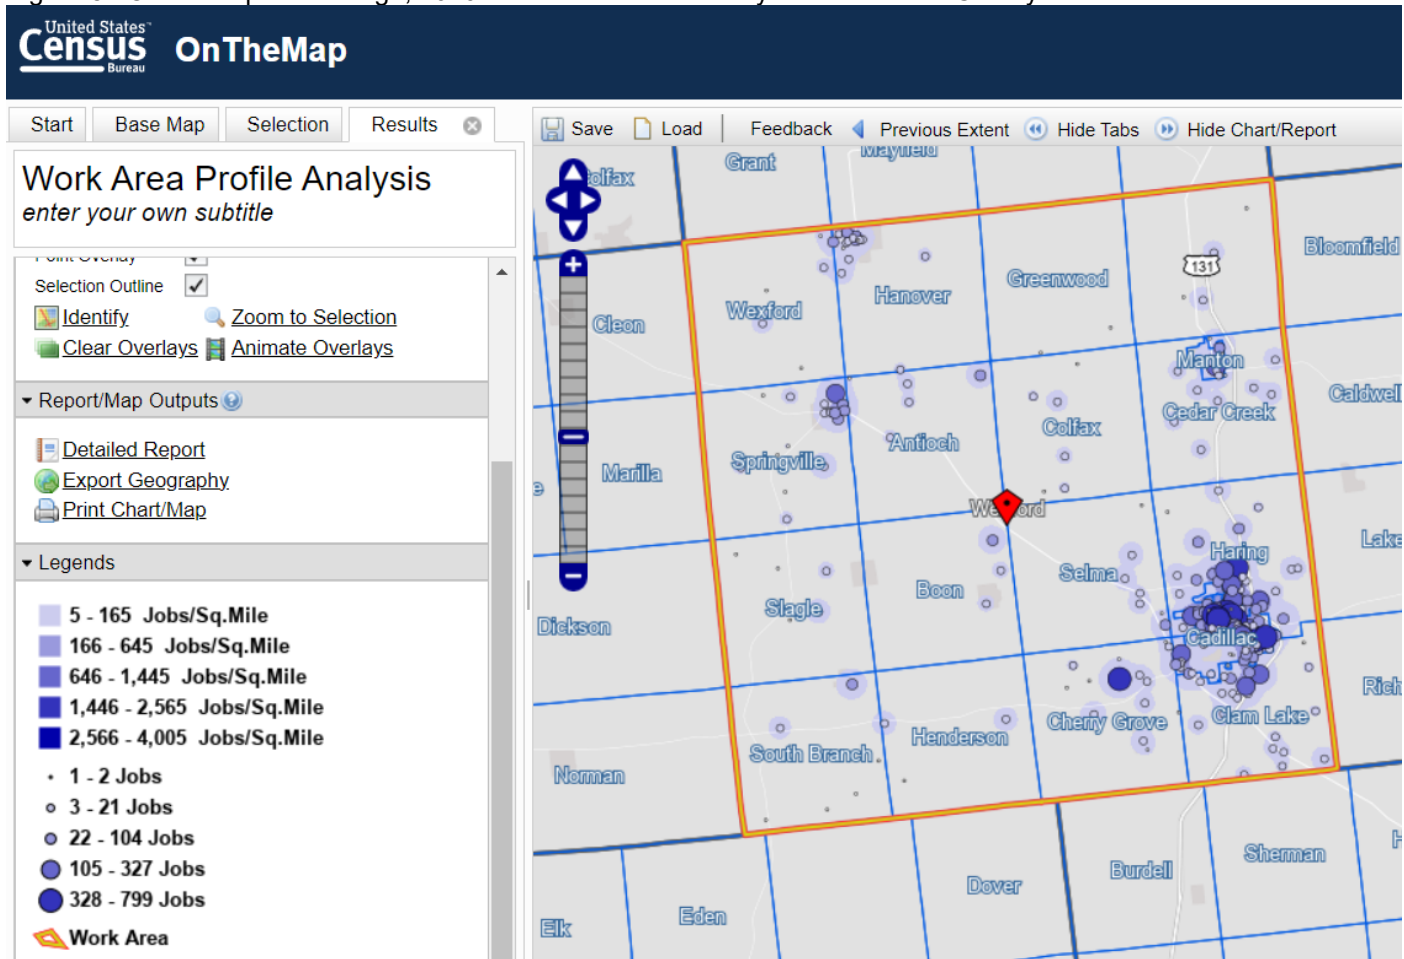 United States
Census
Bureau
OnTheMap
Start Base Map Selection Results
Save Load Feedback Previous Extent Hide Tabs Hide Chart/Report
Work Area Profile Analysis
enter your own subtitle
Point Overlay
Selection Outline
Identify Zoom to Selection
Clear Overlays Animate Overlays
Report/Map Outputs
Detailed Report
Export Geography
Print Chart/Map
Legends
5 - 165 Jobs/Sq.Mile
166 - 645 Jobs/Sq.Mile
646 - 1,445 Jobs/Sq.Mile
1,446 - 2,565 Jobs/Sq.Mile
2,566 - 4,005 Jobs/Sq.Mile
1 - 2 Jobs
3 - 21 Jobs
22 - 104 Jobs
105 - 327 Jobs
328 - 799 Jobs
Work Area
Grant Mayfield
Colfax
Bloomfield
131
Greenwood
Hanover
Wexford
Cleon
Manton
Caldwell
Cedar Creek
Colfax
Antioch
Springville
Marilla
Wexford
Lake
Haring
Selma
Boon
Slagle
Dickson
Cadillac
Rich
Clam Lake
Cherry Grove
Henderson
South Branch
Norman
Sherman
Burdell
Dover
Eden
Elk